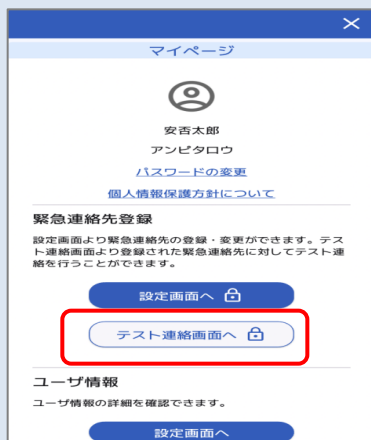 マイページ
安否太郎
アンピタロウ
パスワードの変更
個人情報保護方針について
緊急連絡先登録
設定画面より緊急連絡先の登録・変更ができます。テス
ト連絡画面より登録された緊急連絡先に対してテスト連
絡を行うことができます。
設定画面へ
テスト連絡画面へ
ユーザ情報
ユーザ情報の詳細を確認できます。
設定画面へ